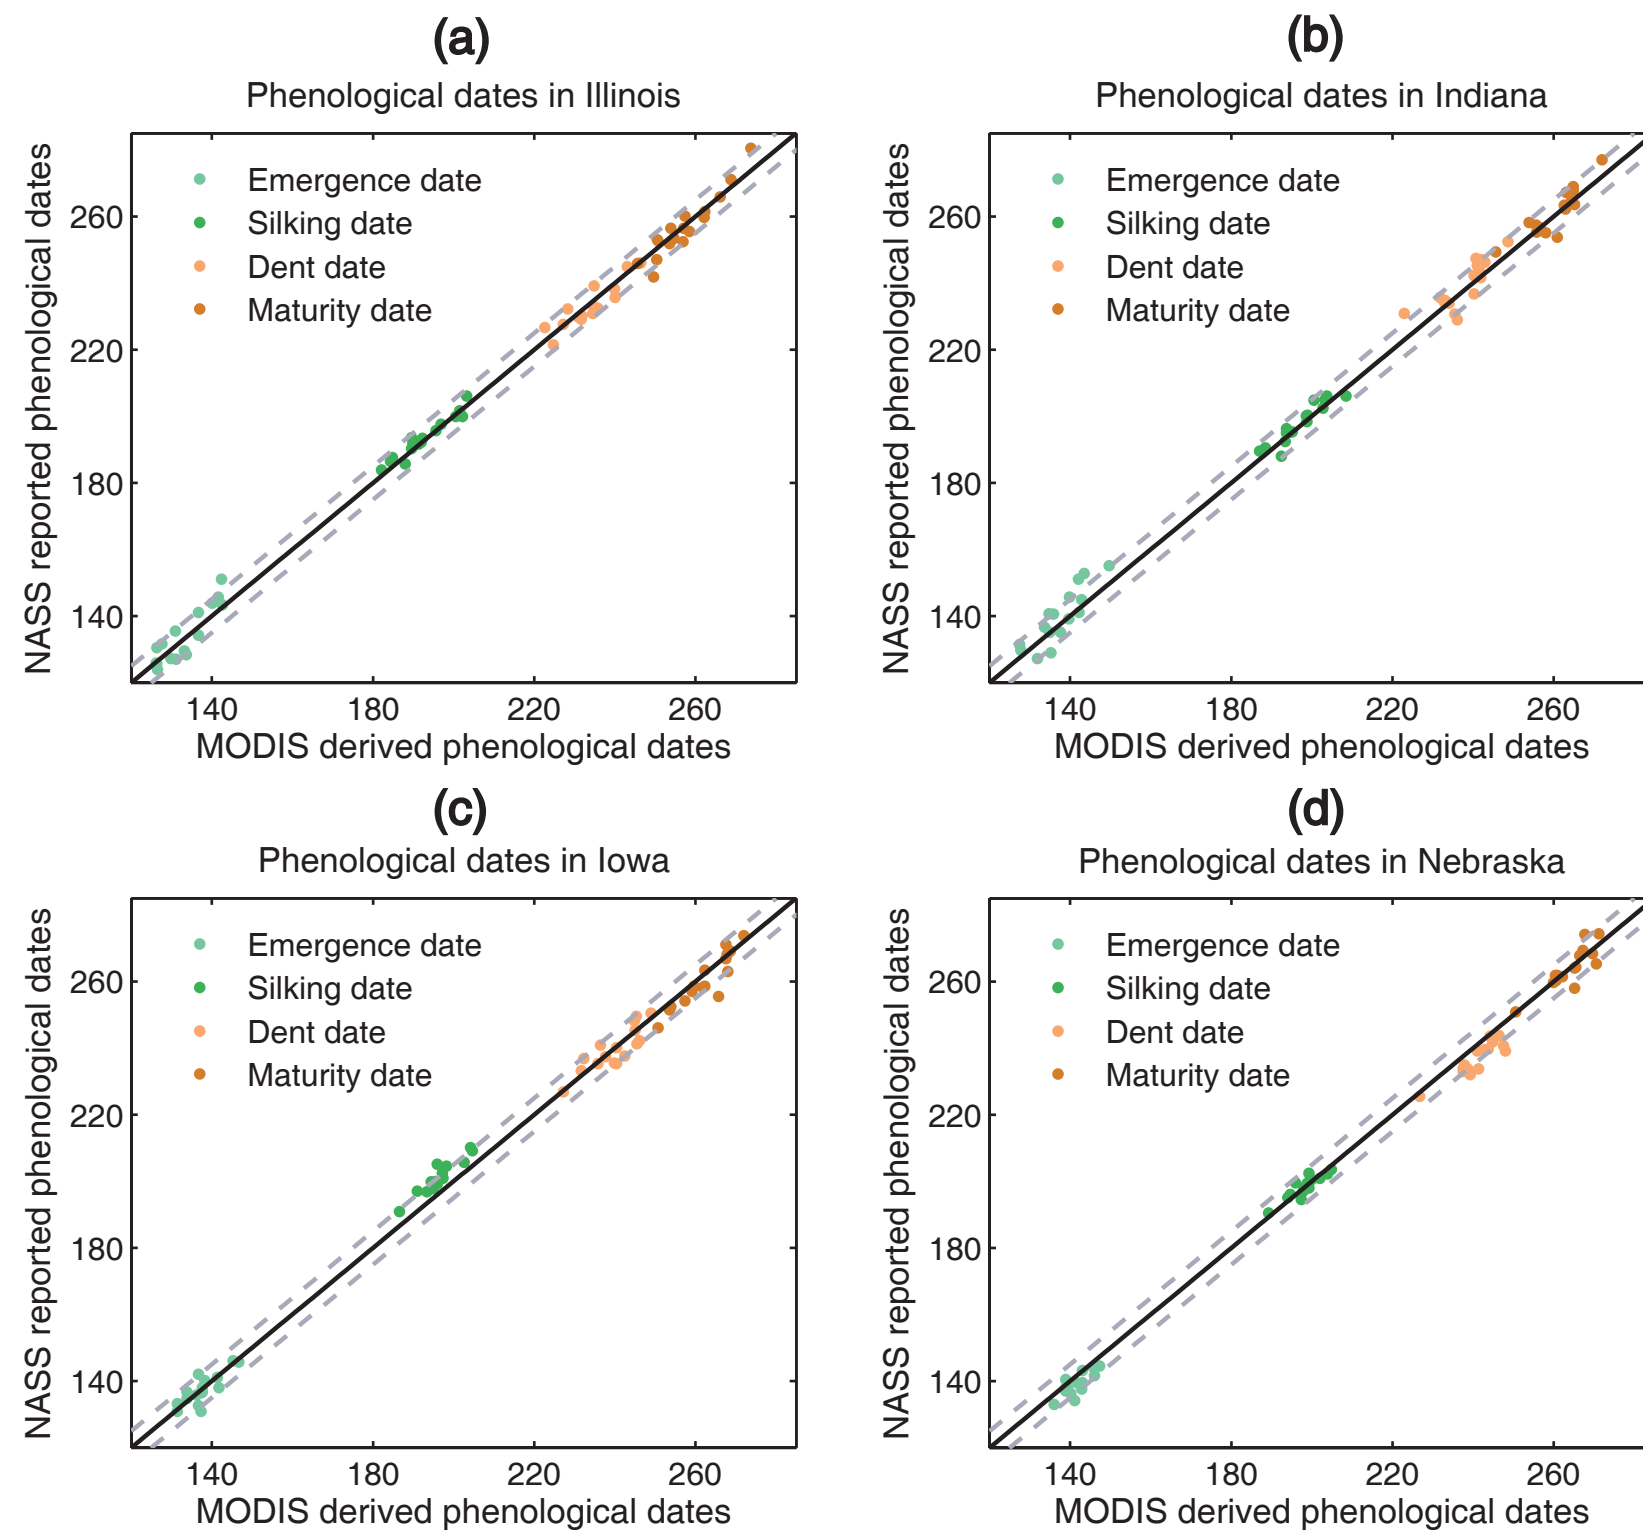 (a)
Phenological dates in Illinois
NASS reported phenological dates
260
220
180
140
Emergence date
Silking date
Dent date
Maturity date
140 180 220 260
MODIS derived phenological dates
(b)
Phenological dates in Indiana
NASS reported phenological dates
260
220
180
140
Emergence date
Silking date
Dent date
Maturity date
140 180 220 260
MODIS derived phenological dates
(c)
Phenological dates in Iowa
NASS reported phenological dates
260
220
180
140
Emergence date
Silking date
Dent date
Maturity date
140 180 220 260
MODIS derived phenological dates
(d)
Phenological dates in Nebraska
NASS reported phenological dates
260
220
180
140
Emergence date
Silking date
Dent date
Maturity date
140 180 220 260
MODIS derived phenological dates